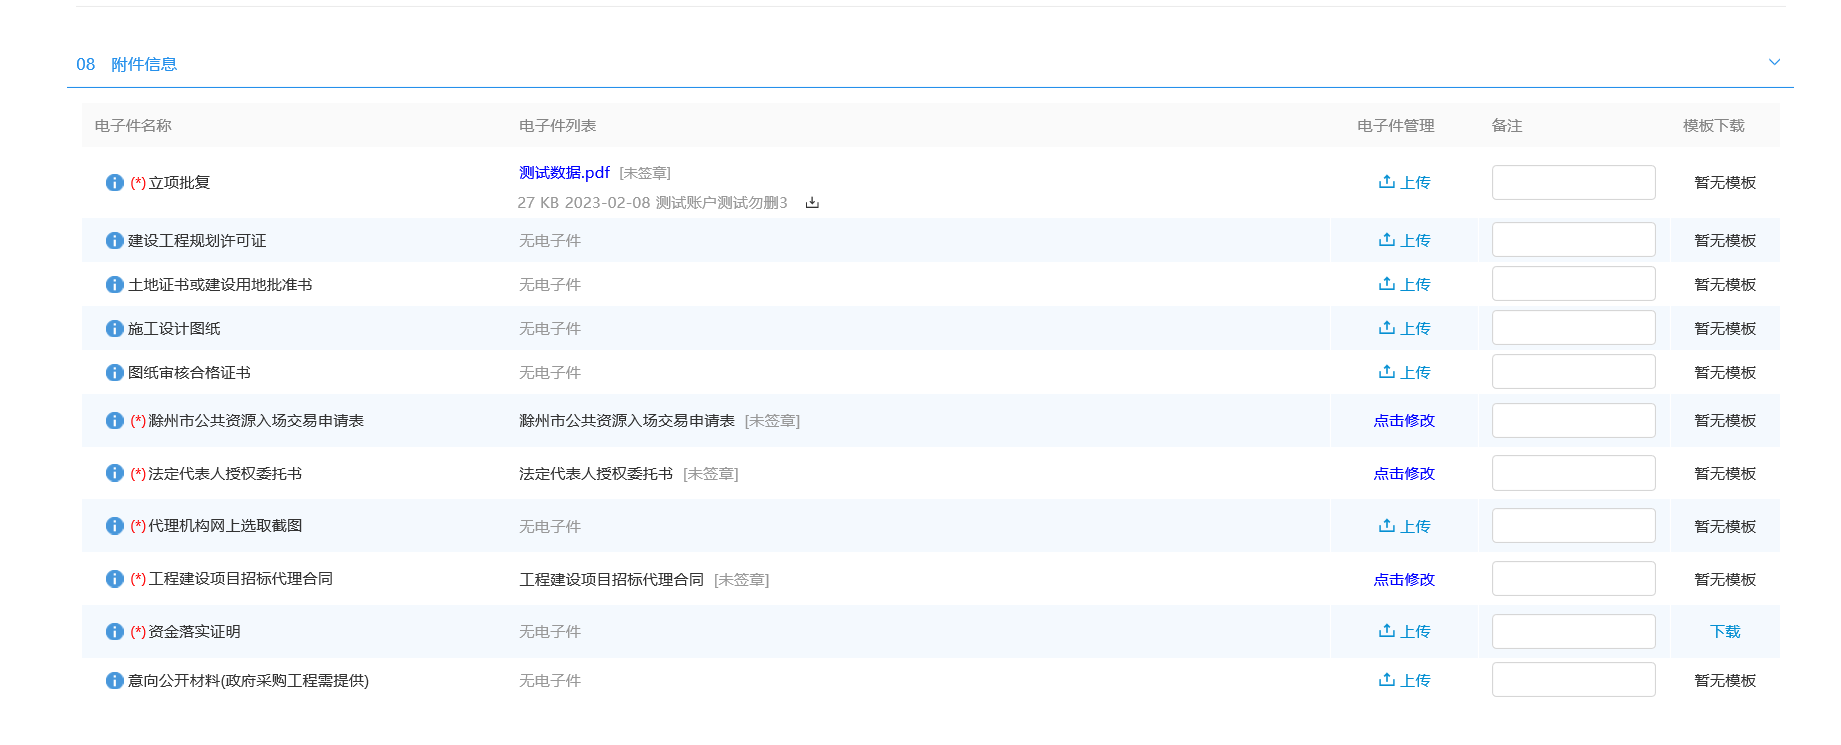 08 附件信息
电子件名称 电子件列表 电子件管理 备注 模板下载
(*)立项批复 测试数据.pdf [未签章] 上传 暂无模板
27 KB 2023-02-08 测试账户测试勿删3
建设工程规划许可证 无电子件 上传 暂无模板
土地证书或建设用地批准书 无电子件 上传 暂无模板
施工设计图纸 无电子件 上传 暂无模板
图纸审核合格证书 无电子件 上传 暂无模板
(*)滁州市公共资源入场交易申请表 滁州市公共资源入场交易申请表 [未签章] 点击修改 暂无模板
(*)法定代表人授权委托书 法定代表人授权委托书 [未签章] 点击修改 暂无模板
(*)代理机构网上选取截图 无电子件 上传 暂无模板
(*)工程建设项目招标代理合同 工程建设项目招标代理合同 [未签章] 点击修改 暂无模板
(*)资金落实证明 无电子件 上传 下载
意向公开材料(政府采购工程需提供) 无电子件 上传 暂无模板